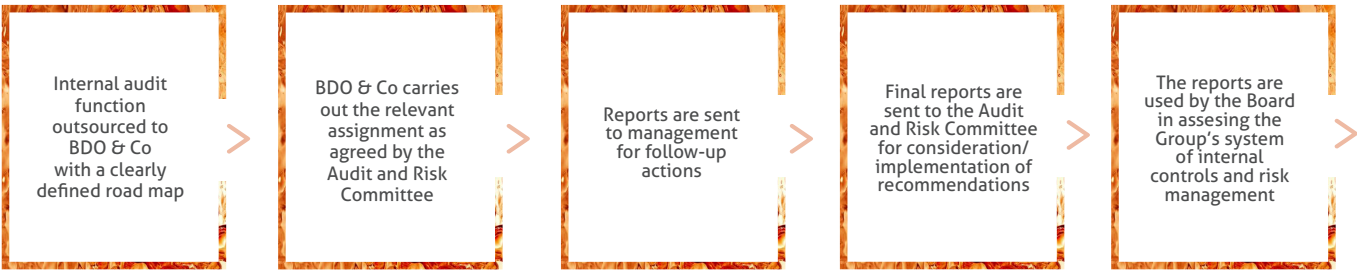 Internal audit
function
outsourced to
BDO & Co
with a clearly
defined road map
BDO & Co carries
out the relevant
assignment as
agreed by the
Audit and Risk
Committee
Reports are sent
to management
for follow-up
actions
Final reports are
sent to the Audit
and Risk Committee
for consideration/
implementation of
recommendations
The reports are
used by the Board
in assesing the
Group's system
of internal
controls and risk
management